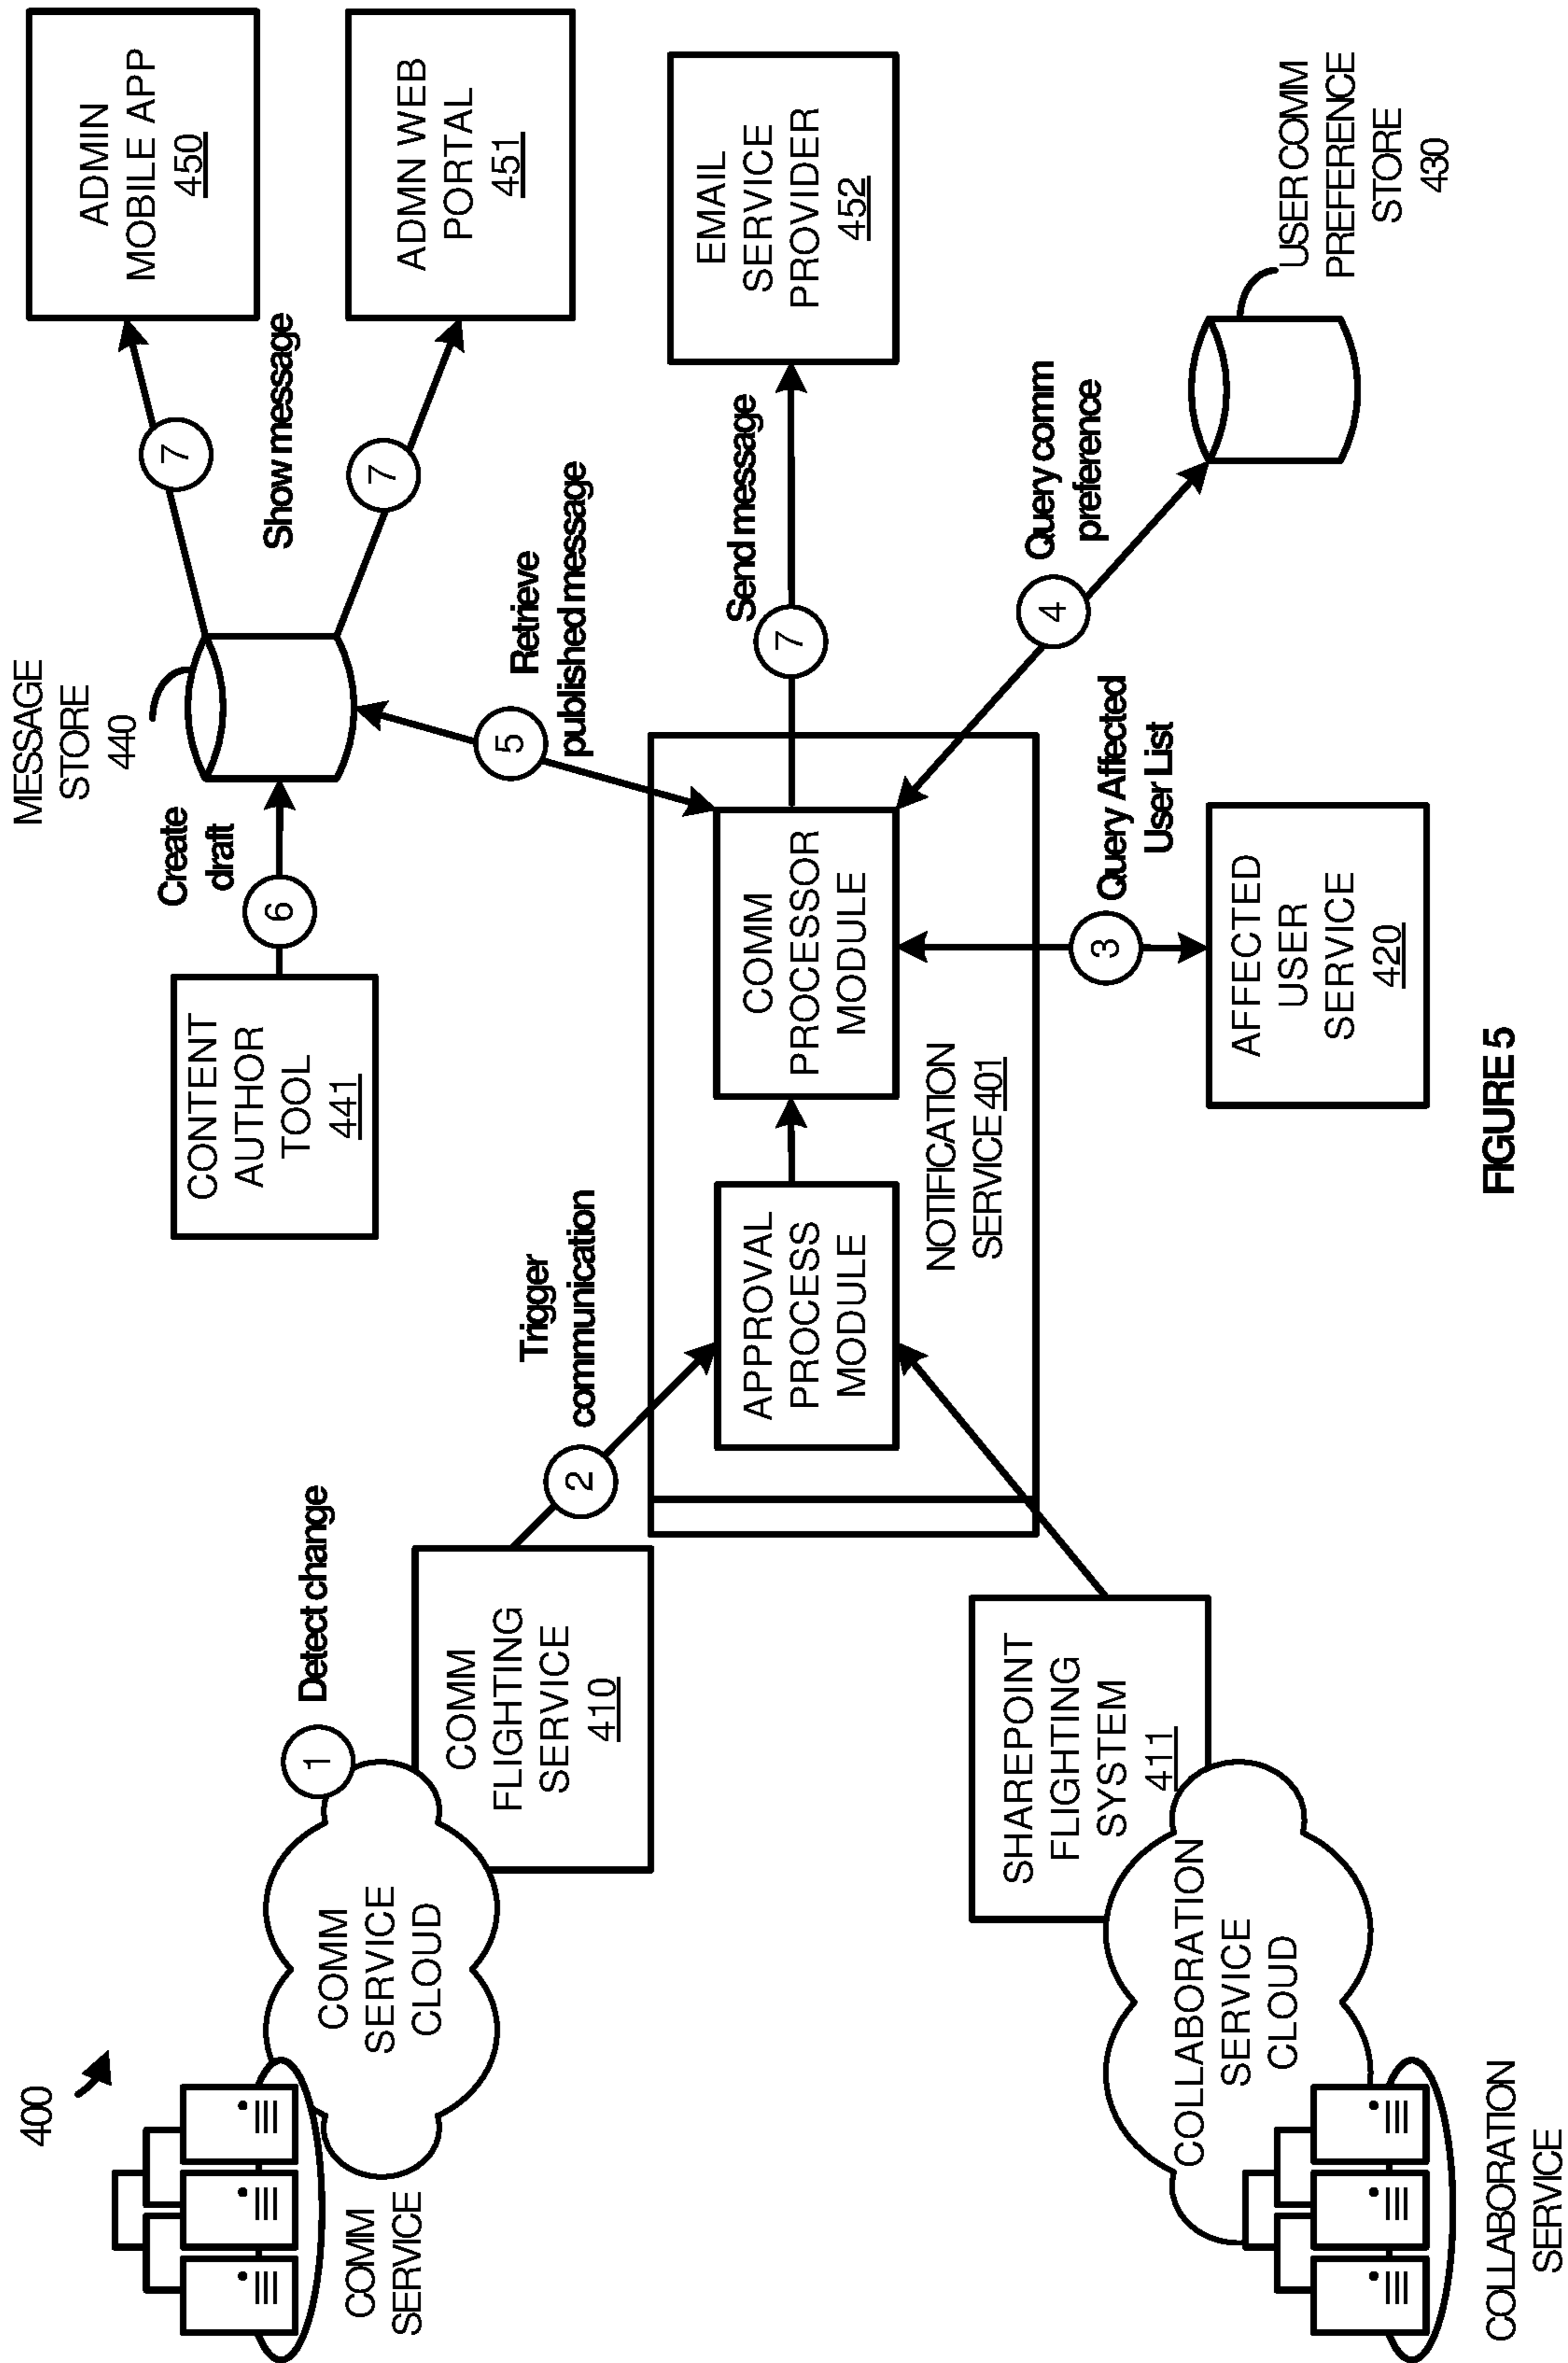 400
COMM
SERVICE
COMM
SERVICE
CLOUD
1
Detect change
COMM
FLIGHTING
SERVICE
410
2
Trigger
communication
CONTENT
AUTHOR
TOOL
441
6
Create
draft
MESSAGE
STORE
440
7
Show message
7
ADMIN
MOBILE APP
450
ADMN WEB
PORTAL
451
5
Retrieve
published message
APPROVAL
PROCESS
MODULE
COMM
PROCESSOR
MODULE
NOTIFICATION
SERVICE 401
7
Send message
EMAIL
SERVICE
PROVIDER
452
4
Query comm
preference
USER COMM
PREFERENCE
STORE
430
3
Query Affected
User List
AFFECTED
USER
SERVICE
420
SHAREPOINT
FLIGHTING
SYSTEM
411
COLLABORATION
SERVICE
CLOUD
COLLABORATION
SERVICE
FIGURE 5